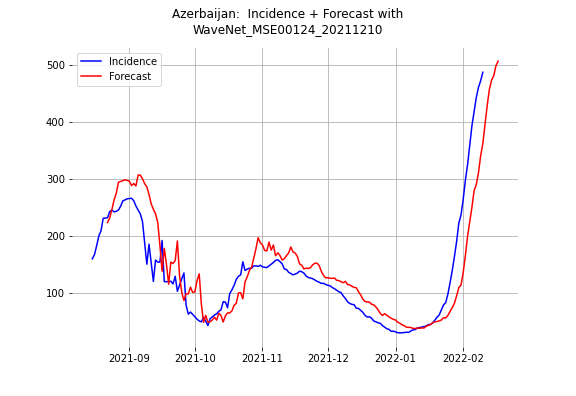 Azerbaijan:  Incidence + Forecast with
WaveNet_MSE00124_20211210
500
400
300
200
100
Incidence
Forecast
2021-09
2021-10
2021-11
2021-12
2022-01
2022-02